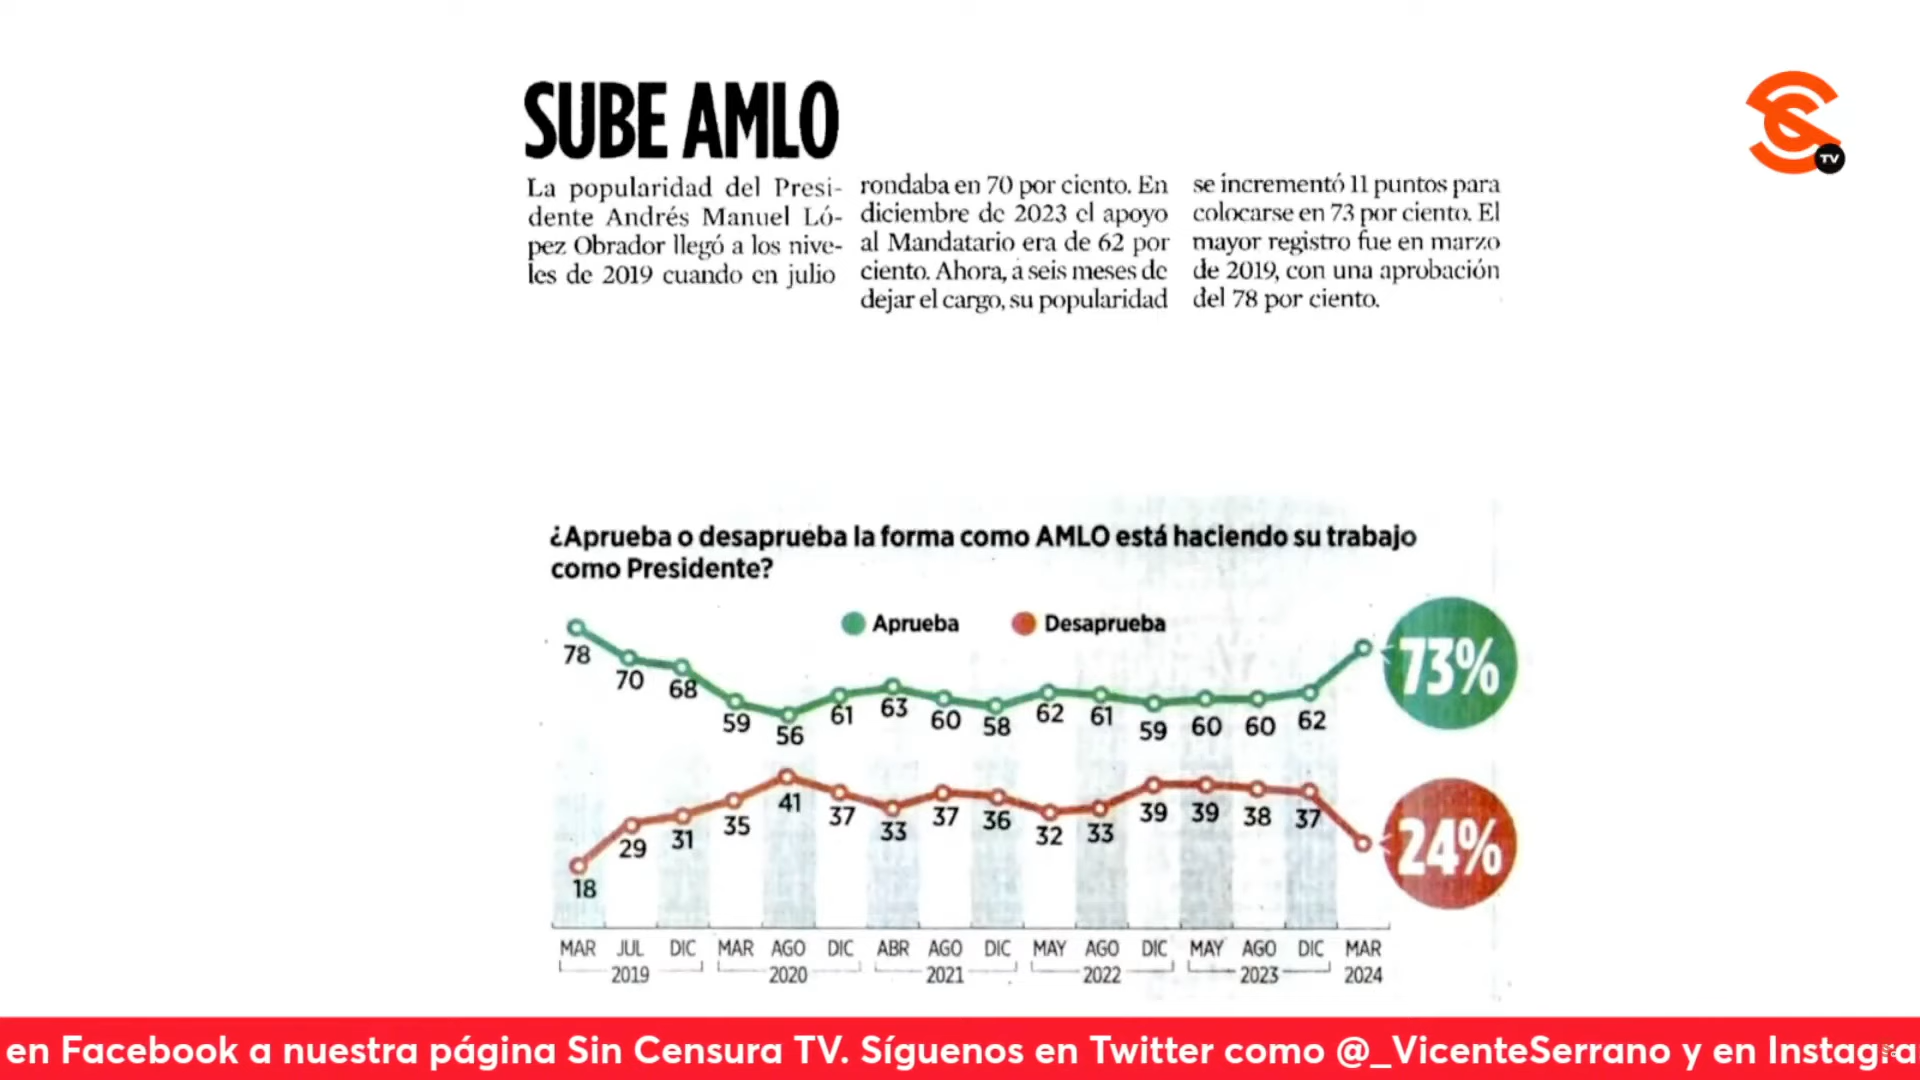 SUBE AMLO
La popularidad del Presi-
dente Andrés Manuel Ló-
pez Obrador llegó a los nive-
les de 2019 cuando en julio
rondaba en 70 por ciento. En
diciembre de 2023 el apoyo
al Mandatario era de 62 por
ciento. Ahora, a seis meses de
dejar el cargo, su popularidad
se incrementó 11 puntos para
colocarse en 73 por ciento. El
mayor registro fue en marzo
de 2019, con una aprobación
del 78 por ciento.
TV
¿Aprueba o desaprueba la forma como AMLO está haciendo su trabajo
como Presidente?
Aprueba Desaprueba
78 70 68 59 56 61 63 60 58 62 61 59 60 60 62 73%
18 29 31 35 41 37 33 37 36 32 33 39 39 38 37 24%
MAR JUL DIC MAR AGO DIC ABR AGO DIC MAY AGO DIC MAY AGO DIC MAR
2019 2020 2021 2022 2023 2024
en Facebook a nuestra página Sin Censura TV. Síguenos en Twitter como @_VicenteSerrano y en Instagra